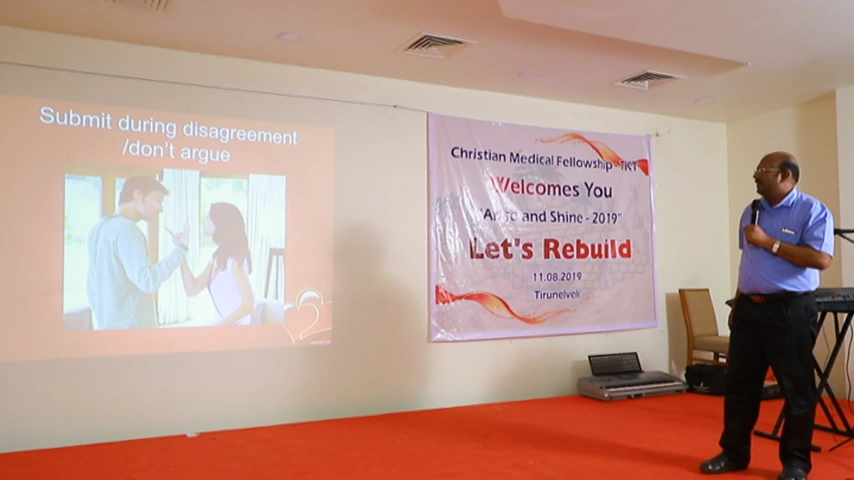 Submit during disagreement
/don't argue
Christian Medical Fellowship - TKT
Welcomes You
"Arise and Shine - 2019"
Let's Rebuild
11.08.2019
Tirunelveli